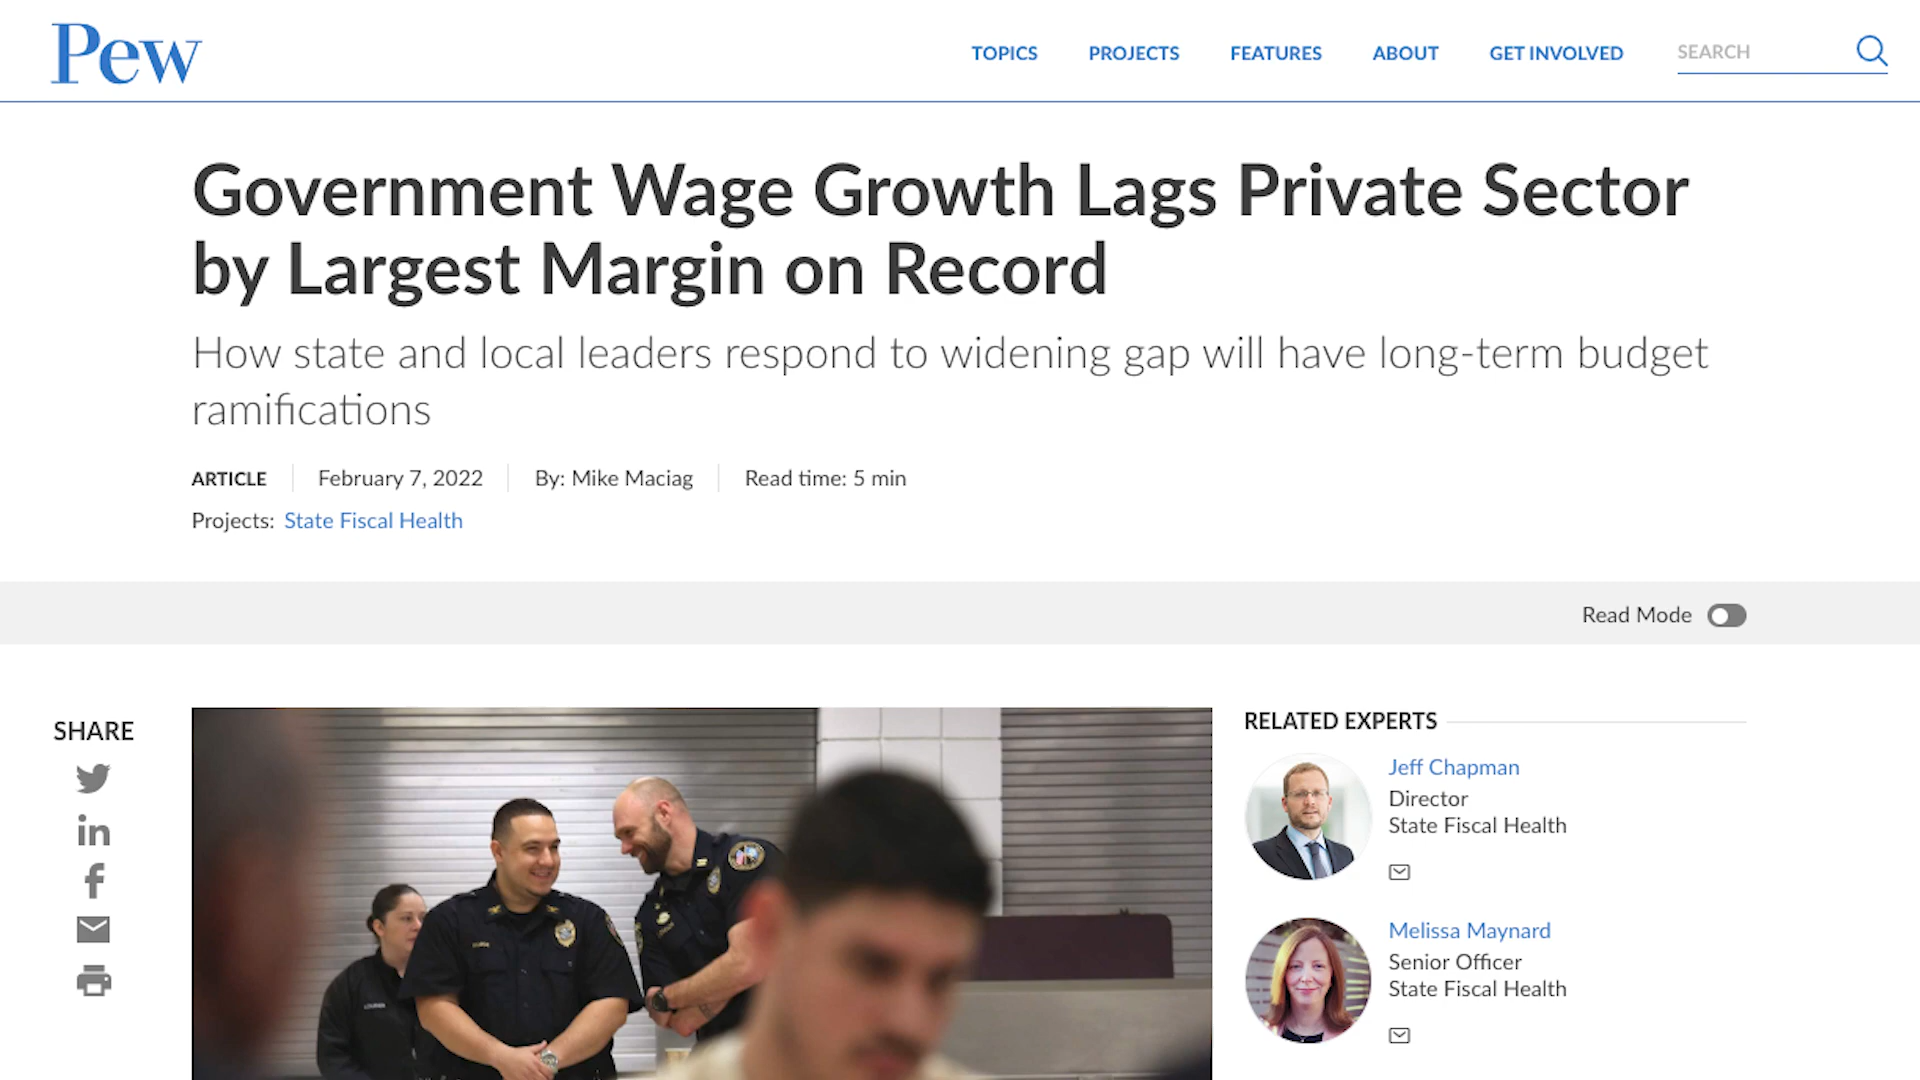 Pew
TOPICS
PROJECTS
FEATURES
ABOUT
GET INVOLVED
SEARCH
Government Wage Growth Lags Private Sector
by Largest Margin on Record
How state and local leaders respond to widening gap will have long-term budget
ramifications
ARTICLE
February 7, 2022
By: Mike Maciag
Read time: 5 min
Projects: State Fiscal Health
Read Mode
SHARE
RELATED EXPERTS
Jeff Chapman
Director
State Fiscal Health
Melissa Maynard
Senior Officer
State Fiscal Health